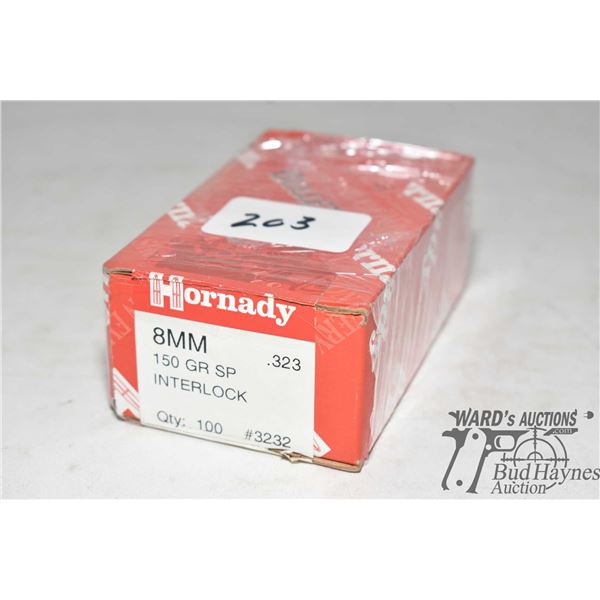 203
Hornady
8MM .323
150 GR SP
INTERLOCK
Qty: 100 #3232
WARD's AUCTIONS
.com
BudHaynes
Auction